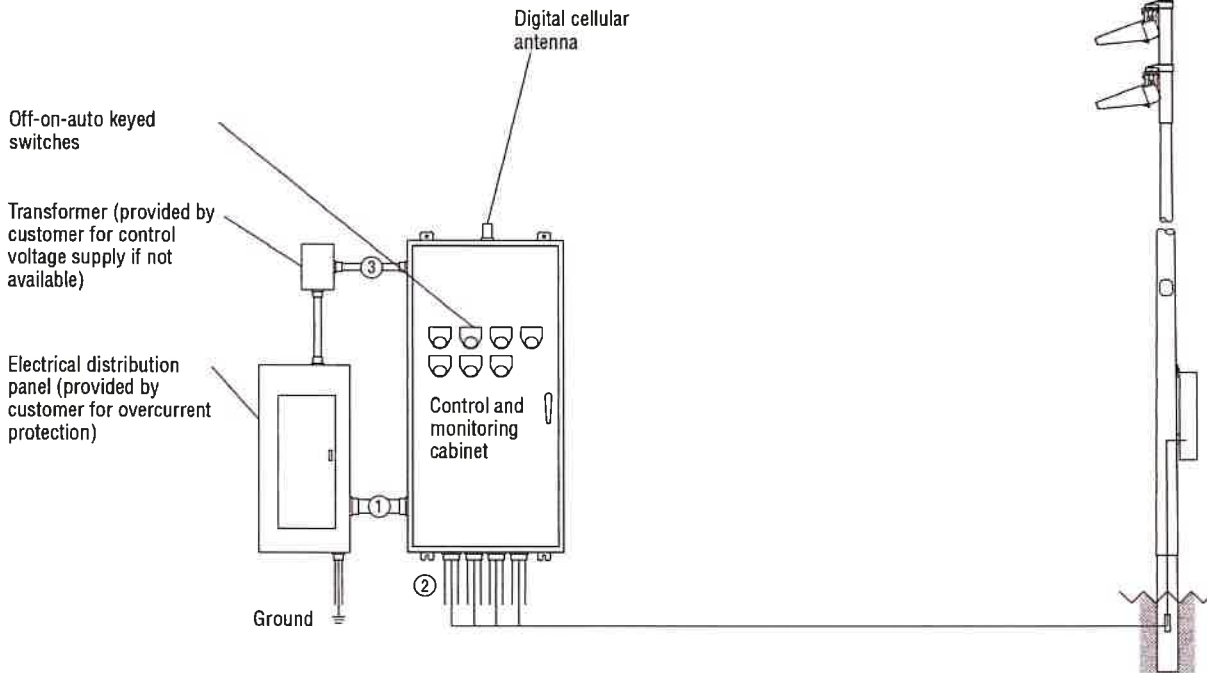 Digital cellular
antenna
Off-on-auto keyed
switches
Transformer (provided by
customer for control
voltage supply if not
available)
3
Electrical distribution
panel (provided by
customer for overcurrent
protection)
Control and
monitoring
cabinet
1
2
Ground